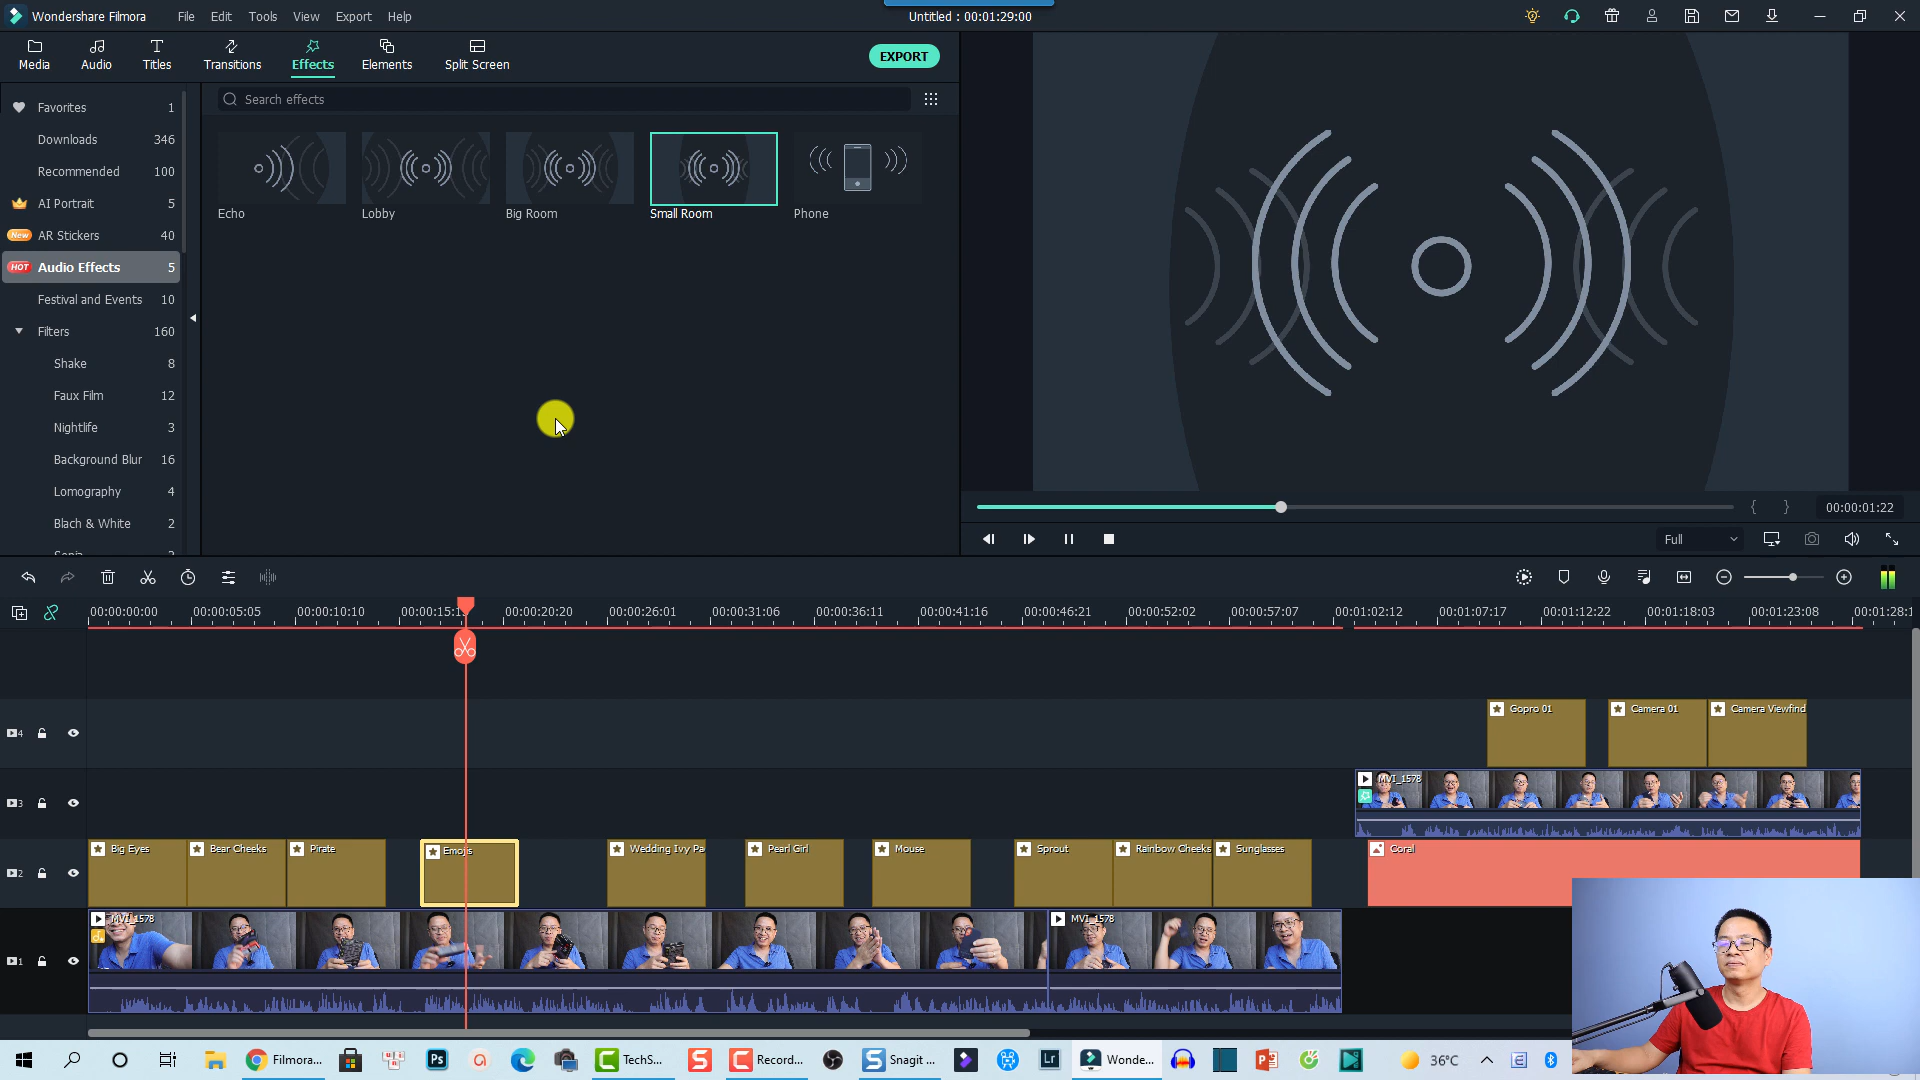 Wondershare Filmora
File
Edit
Tools
View
Export
Help
Untitled : 00:01:29:00
Media
Audio
Titles
Transitions
Effects
Elements
Split Screen
EXPORT
Search effects
Favorites 1
Downloads 346
Recommended 100
AI Portrait 5
New AR Stickers 40
HOT Audio Effects 5
Festival and Events 10
Filters 160
Shake 8
Faux Film 12
Nightlife 3
Background Blur 16
Lomography 4
Blach & White 2
Echo
Lobby
Big Room
Small Room
Phone
{ } 00:00:01:22
Full
00:00:00:00
00:00:05:05
00:00:10:10
00:00:20:20
00:00:26:01
00:00:31:06
00:00:36:11
00:00:41:16
00:00:46:21
00:00:52:02
00:00:57:07
00:01:02:12
00:01:07:17
00:01:12:22
00:01:18:03
00:01:23:08
4
Gopro 01
Camera 01
Camera Viewfind
3
MVI_1578
2
Big Eyes
Bear Cheeks
Pirate
Emojis
Wedding Ivy Pa
Pearl Girl
Mouse
Sprout
Rainbow Cheeks
Sunglasses
Coral
1
MVI_1578
MVI_1578
Filmora...
Ps
TechS...
Record...
Snagit ...
Lr
Wonde...
36°C